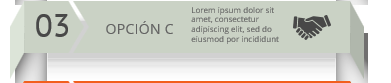 03
OPCIÓN C
Lorem ipsum dolor sit
amet, consectetur
adipiscing elit, sed do
eiusmod por incididunt